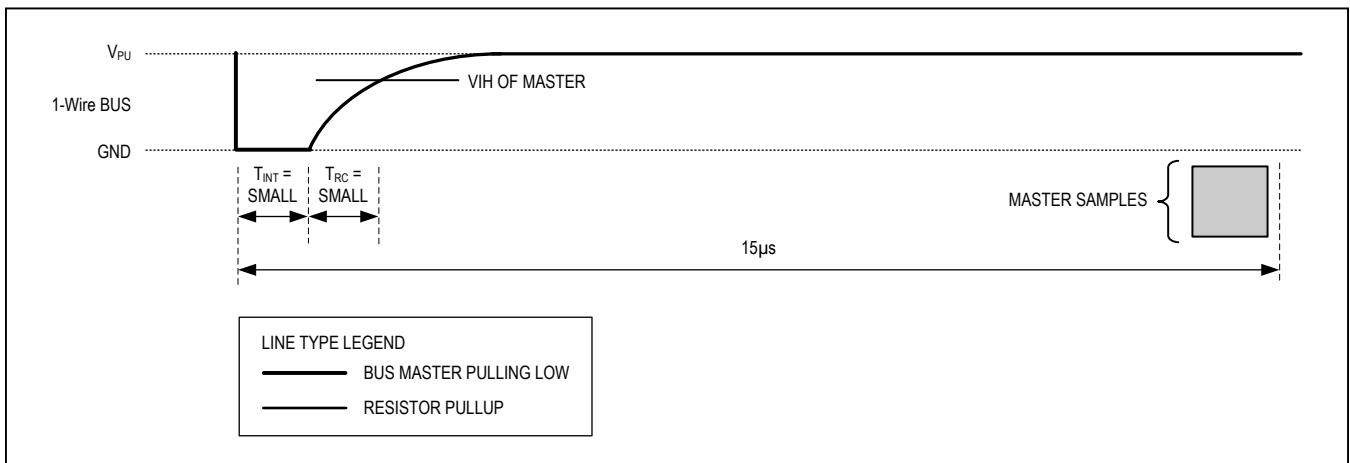 VPU
VIH OF MASTER
1-Wire BUS
GND
TINT =
SMALL
TRC =
SMALL
MASTER SAMPLES
15µs
LINE TYPE LEGEND
BUS MASTER PULLING LOW
RESISTOR PULLUP